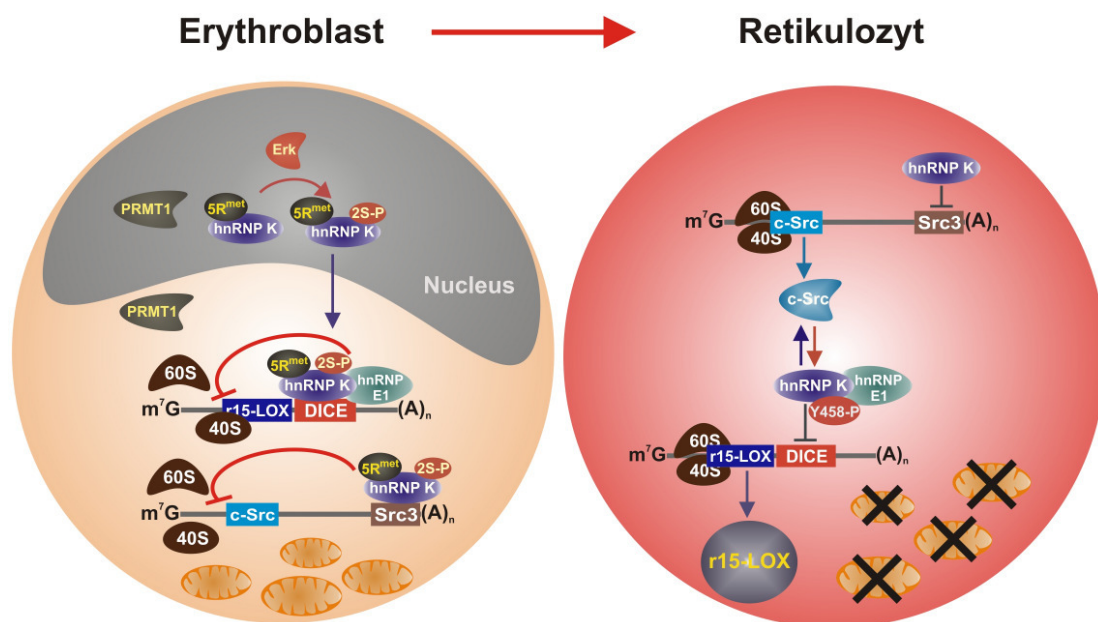 Erythroblast
Retikulozyt
Erk
PRMT1
5Rmet
hnRNP K
5Rmet
2S-P
hnRNP K
Nucleus
PRMT1
60S
5Rmet
2S-P
hnRNP K
hnRNP
E1
m7G
r15-LOX
DICE
(A)n
40S
60S
5Rmet
2S-P
hnRNP K
m7G
c-Src
Src3
(A)n
40S
hnRNP K
60S
m7G
c-Src
Src3
(A)n
40S
c-Src
hnRNP K
hnRNP
E1
Y458-P
60S
m7G
r15-LOX
DICE
(A)n
40S
r15-LOX